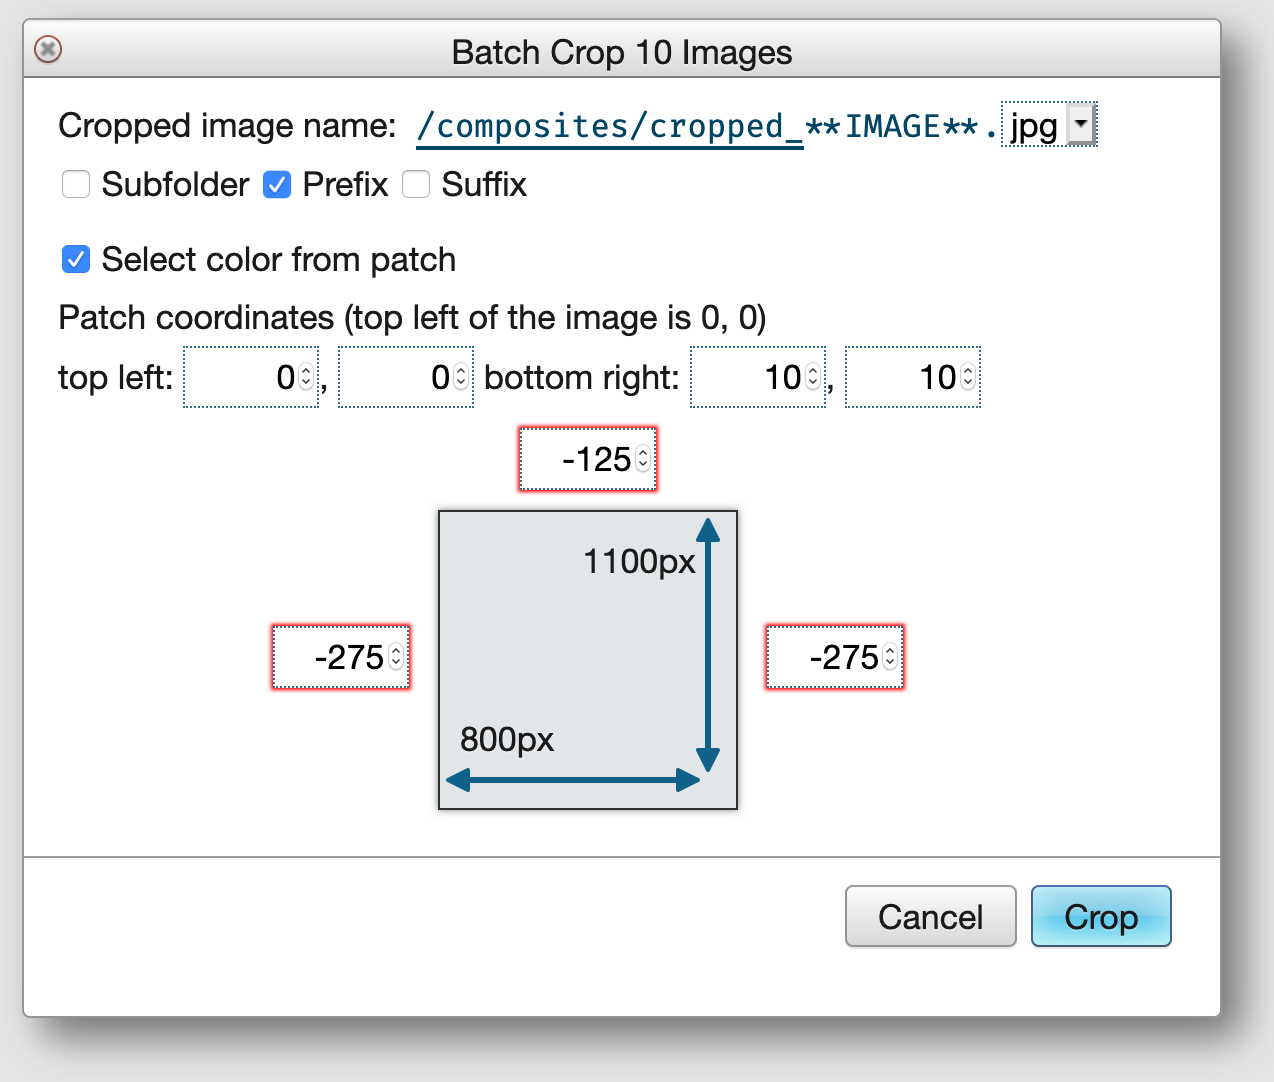 Batch Crop 10 Images
Cropped image name: /composites/cropped_**IMAGE**. jpg
Subfolder Prefix Suffix
Select color from patch
Patch coordinates (top left of the image is 0, 0)
top left: 0 , 0 bottom right: 10 , 10
-125
1100px
-275 -275
800px
Cancel Crop